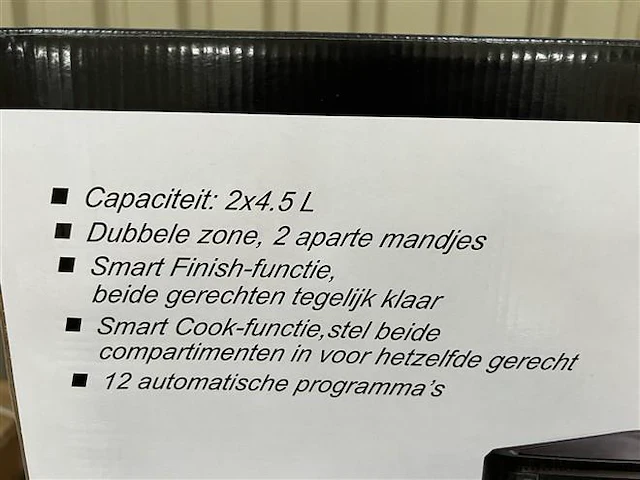 ■ Capaciteit: 2x4.5 L
■ Dubbele zone, 2 aparte mandjes
■ Smart Finish-functie,
beide gerechten tegelijk klaar
■ Smart Cook-functie,stel beide
compartimenten in voor hetzelfde gerecht
■ 12 automatische programma's